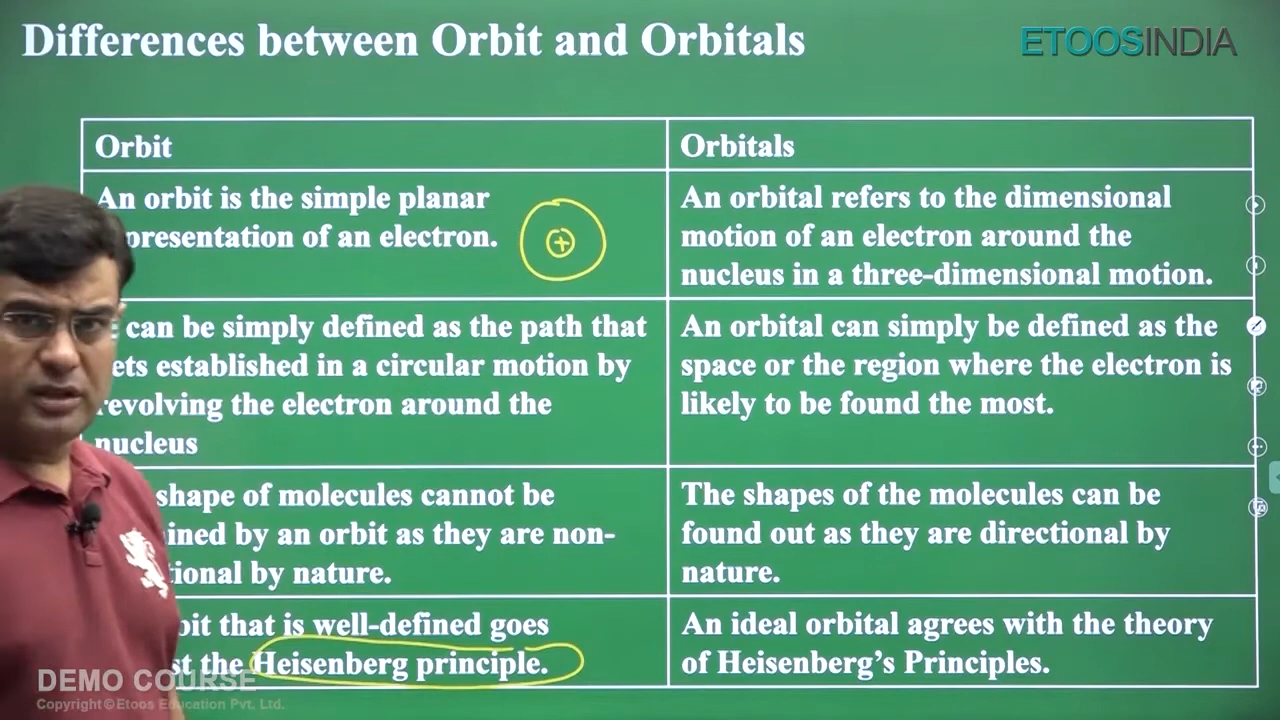 Differences between Orbit and Orbitals
ETOOSINDIA
Orbit
Orbitals
An orbit is the simple planar
presentation of an electron.
+
An orbital refers to the dimensional
motion of an electron around the
nucleus in a three-dimensional motion.
can be simply defined as the path that
ets established in a circular motion by
revolving the electron around the
nucleus
An orbital can simply be defined as the
space or the region where the electron is
likely to be found the most.
shape of molecules cannot be
ined by an orbit as they are non-
tional by nature.
The shapes of the molecules can be
found out as they are directional by
nature.
bit that is well-defined goes
st the Heisenberg principle.
An ideal orbital agrees with the theory
of Heisenberg's Principles.
DEMO COURSE
Copyright©Etoos Education Pvt. Ltd.